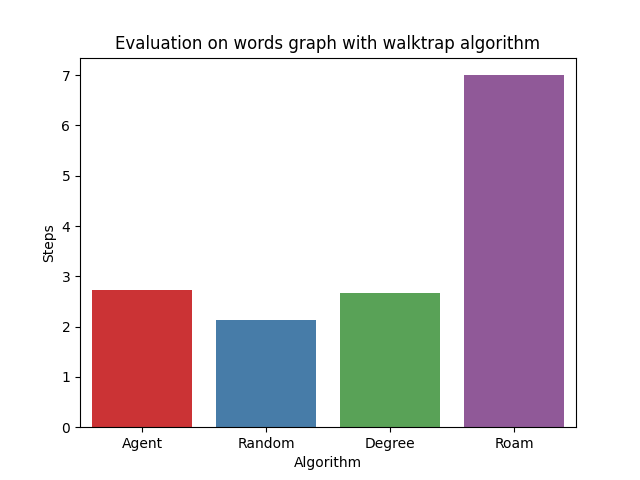 Evaluation on words graph with walktrap algorithm
7
6
5
4
3
2
1
0
Steps
Agent Random Degree Roam
Algorithm